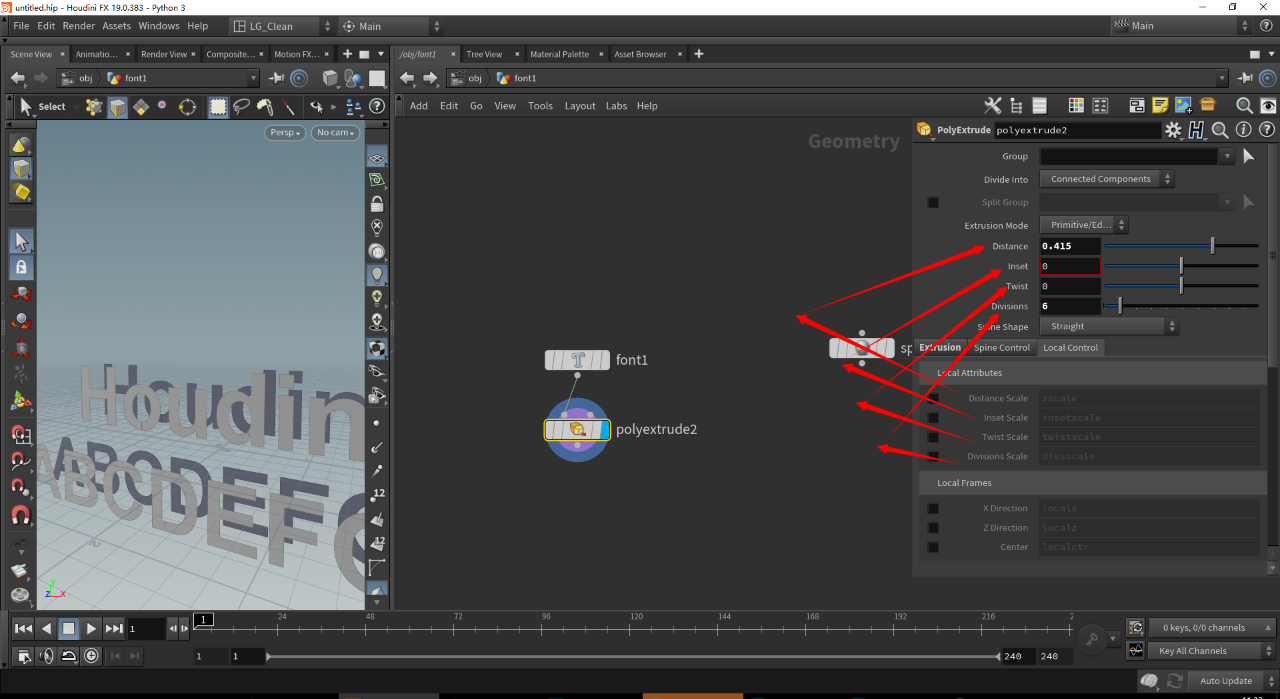 untitled.hip - Houdini FX 19.0.383 - Python 3
File Edit Render Assets Windows Help LG_Clean Main Main
Scene View Animatio... Render View Composite... Motion FX...
/obj/font1 Tree View Material Palette Asset Browser
obj font1
obj font1
Select
Add Edit Go View Tools Layout Labs Help
Persp No cam
Geometry
PolyExtrude polyextrude2
Group
Divide Into Connected Components
Split Group
Extrusion Mode Primitive/Ed...
Distance 0.415
Inset 0
Twist 0
Divisions 6
Spine Shape Straight
Extrusion Spine Control Local Control
Local Attributes
Distance Scale zscale
Inset Scale insetscale
Twist Scale twistscale
Divisions Scale divsscale
Local Frames
X Direction localx
Z Direction localz
Center localctr
font1
sp
polyextrude2
Houdin
ABCDEF
12
12
z y x
1 24 48 72 96 120 144 168 192 216 2
1
0 keys, 0/0 channels
1 1 240 240
Key All Channels
Auto Update